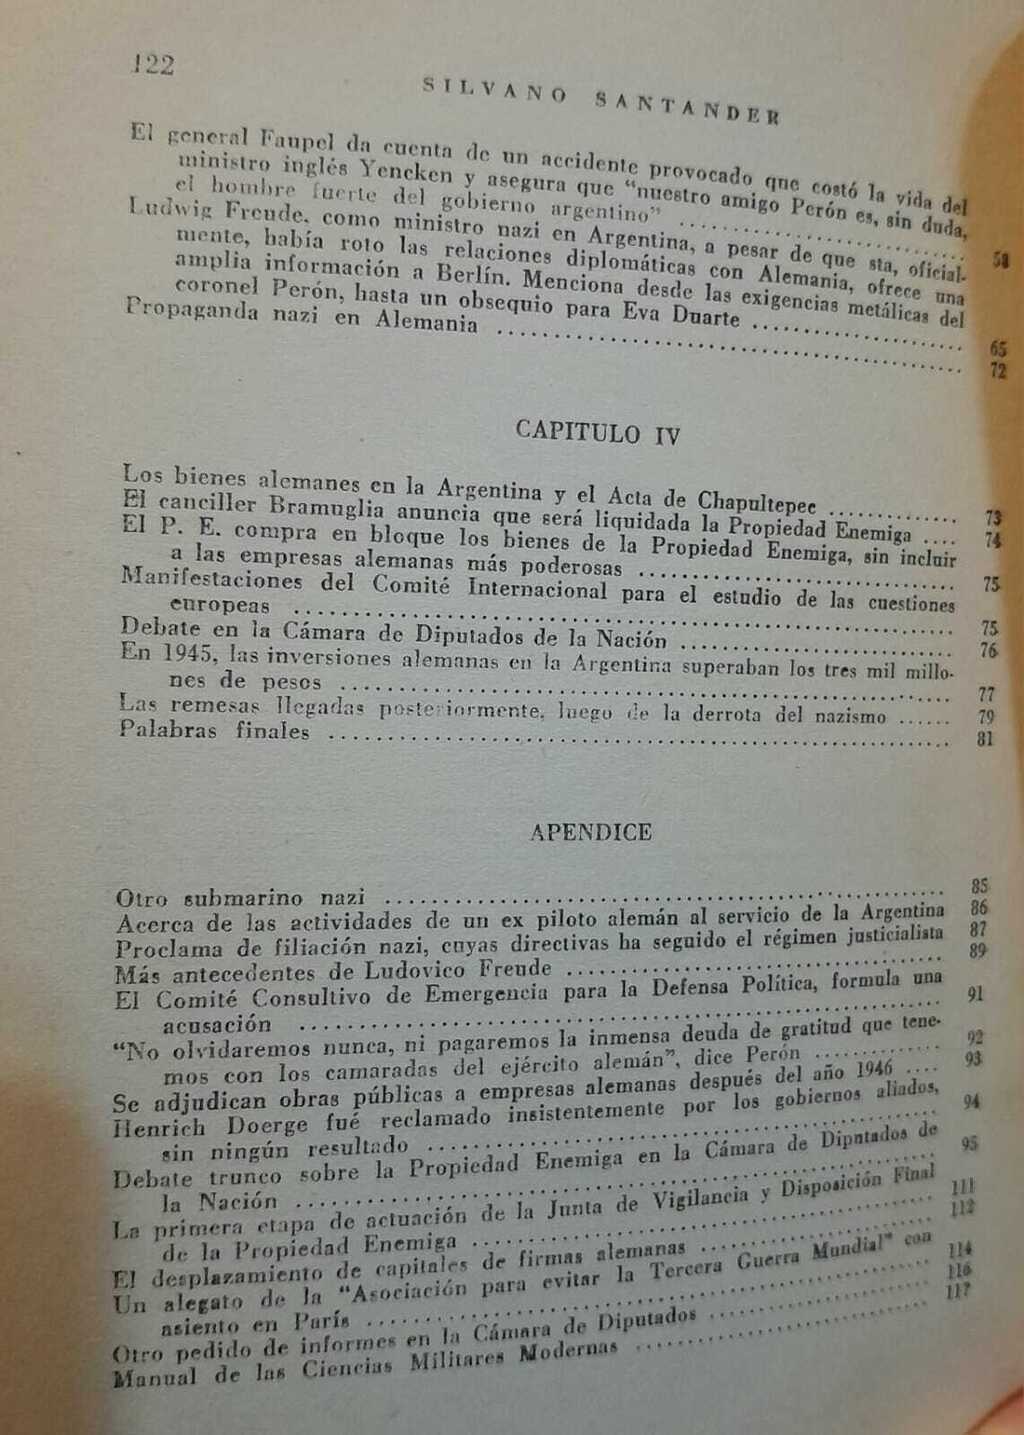 122
SILVANO SANTANDER
El general Faupel da cuenta de un accidente provocado que costó la vida del
ministro inglés Yencken y asegura que "nuestro amigo Perón es, sin duda,
el hombre fuerte del gobierno argentino" .......... 58
Ludwig Freude, como ministro nazi en Argentina, a pesar de que sta, oficial-
mente, había roto las relaciones diplomáticas con Alemania, ofrece una
amplia información a Berlín. Menciona desde las exigencias metálicas del
coronel Perón, hasta un obsequio para Eva Duarte .......... 65
Propaganda nazi en Alemania .......... 72
CAPITULO IV
Los bienes alemanes en la Argentina y el Acta de Chapultepec .......... 73
El canciller Bramuglia anuncia que será liquidada la Propiedad Enemiga .... 74
El P. E. compra en bloque los bienes de la Propiedad Enemiga, sin incluir
a las empresas alemanas más poderosas .......... 75
Manifestaciones del Comité Internacional para el estudio de las cuestiones
europeas .......... 75
Debate en la Cámara de Diputados de la Nación .......... 76
En 1945, las inversiones alemanas en la Argentina superaban los tres mil millo-
nes de pesos .......... 77
Las remesas llegadas posteriormente, luego de la derrota del nazismo ...... 79
Palabras finales .......... 81
APENDICE
Otro submarino nazi .......... 85
Acerca de las actividades de un ex piloto alemán al servicio de la Argentina 86
Proclama de filiación nazi, cuyas directivas ha seguido el régimen justicialista 87
Más antecedentes de Ludovico Freude .......... 89
El Comité Consultivo de Emergencia para la Defensa Política, formula una
acusación .......... 91
"No olvidaremos nunca, ni pagaremos la inmensa deuda de gratitud que tene-
mos con los camaradas del ejército alemán", dice Perón .......... 92
Se adjudican obras públicas a empresas alemanas después del año 1946 .... 93
Henrich Doerge fué reclamado insistentemente por los gobiernos aliados,
sin ningún resultado .......... 94
Debate trunco sobre la Propiedad Enemiga en la Cámara de Diputados de
la Nación .......... 95
La primera etapa de actuación de la Junta de Vigilancia y Disposición Final
de la Propiedad Enemiga .......... 111
El desplazamiento de capitales de firmas alemanas .......... 112
Un alegato de la "Asociación para evitar la Tercera Guerra Mundial" con
asiento en París .......... 114
Otro pedido de informes en la Cámara de Diputados .......... 116
Manual de las Ciencias Militares Modernas .......... 117